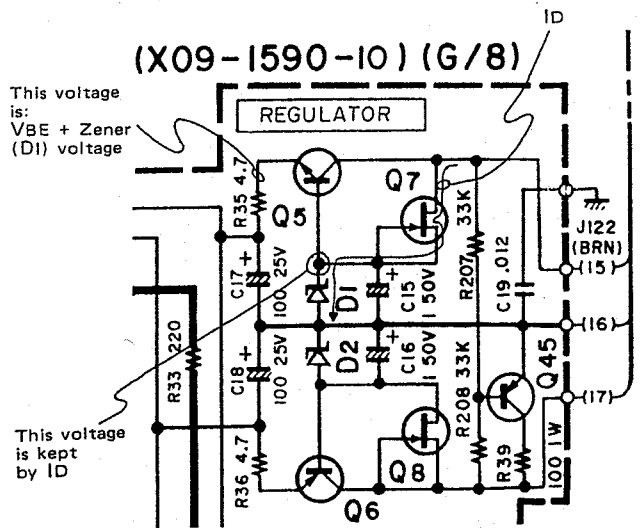 ID
(X09-1590-10) (G/8)
This voltage
is:
VBE + Zener
(D1) voltage
REGULATOR
R35 4.7
Q5
Q7
ID
33K
R207
C19 .012
J122
(BRN)
(15)
C17 +
100 25V
D1
+
C15
1 50V
(16)
R33 220
C18 +
100 25V
D2
+
C16
1 50V
R208 33K
Q45
(17)
This voltage
is kept
by ID
R36 4.7
Q6
Q8
R39
100 1W